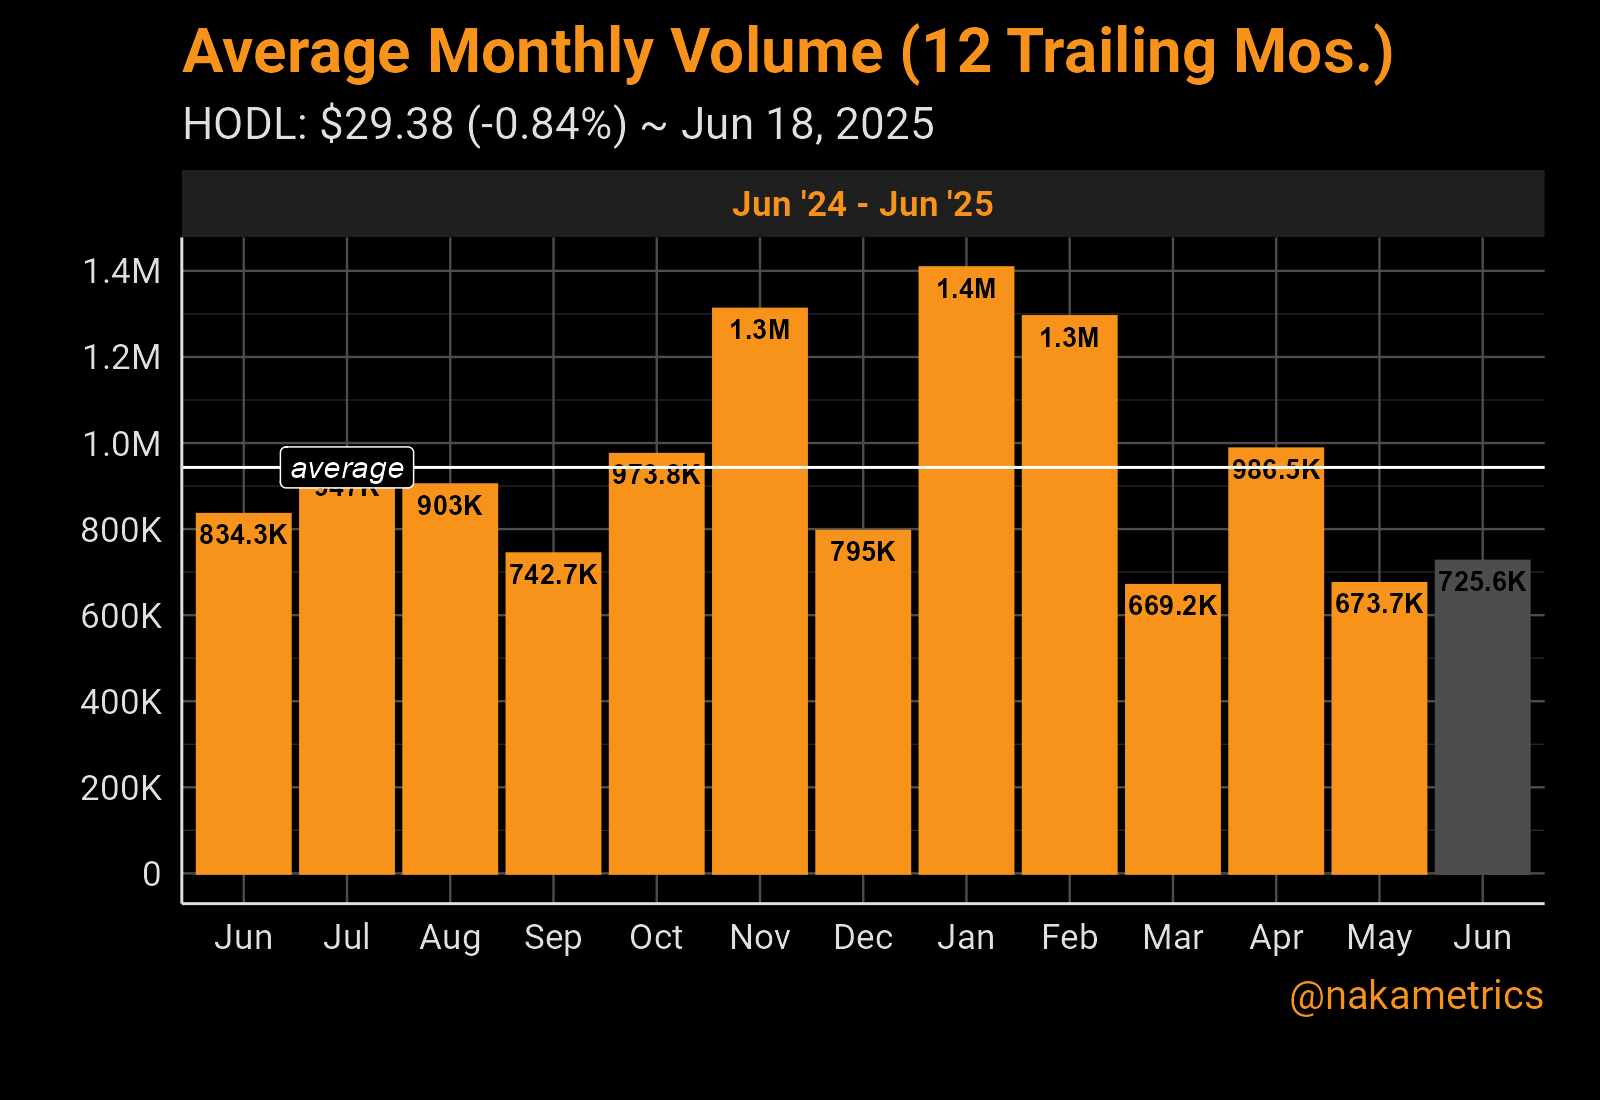 Average Monthly Volume (12 Trailing Mos.)
HODL: $29.38 (-0.84%) ~ Jun 18, 2025
Jun '24 - Jun '25
1.4M
1.2M
1.0M
800K
600K
400K
200K
0
average
834.3K
903K
742.7K
973.8K
1.3M
795K
1.4M
1.3M
669.2K
986.5K
673.7K
725.6K
Jun Jul Aug Sep Oct Nov Dec Jan Feb Mar Apr May Jun
@nakametrics